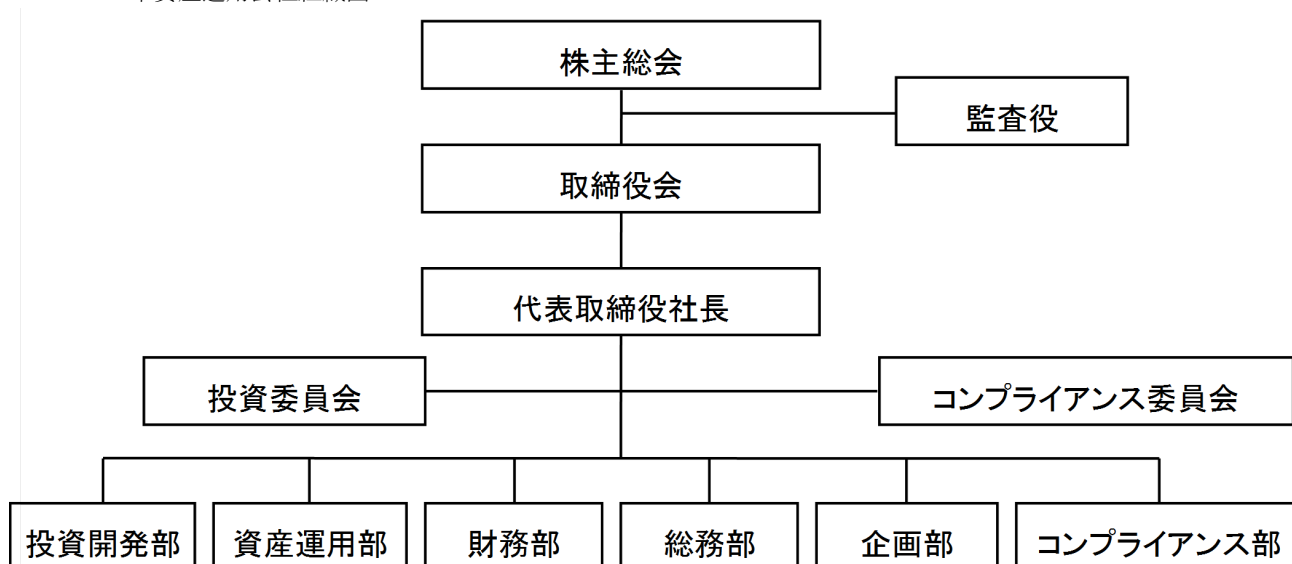 株主総会
監査役
取締役会
代表取締役社長
投資委員会
コンプライアンス委員会
投資開発部
資産運用部
財務部
総務部
企画部
コンプライアンス部